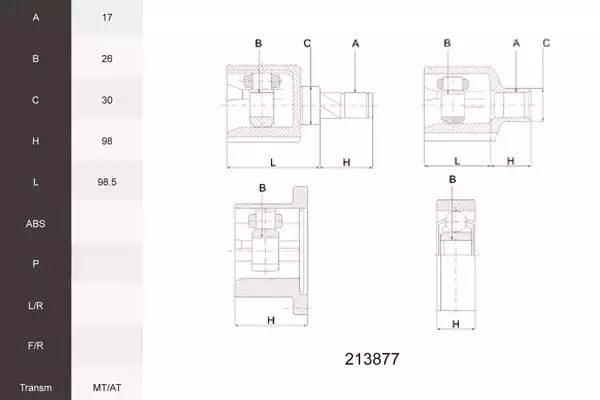 A 17
B 26
C 30
H 98
L 98.5
ABS
P
L/R
F/R
Transm MT/AT
B C A
L H
B A C
L H
B
H
B
H
213877